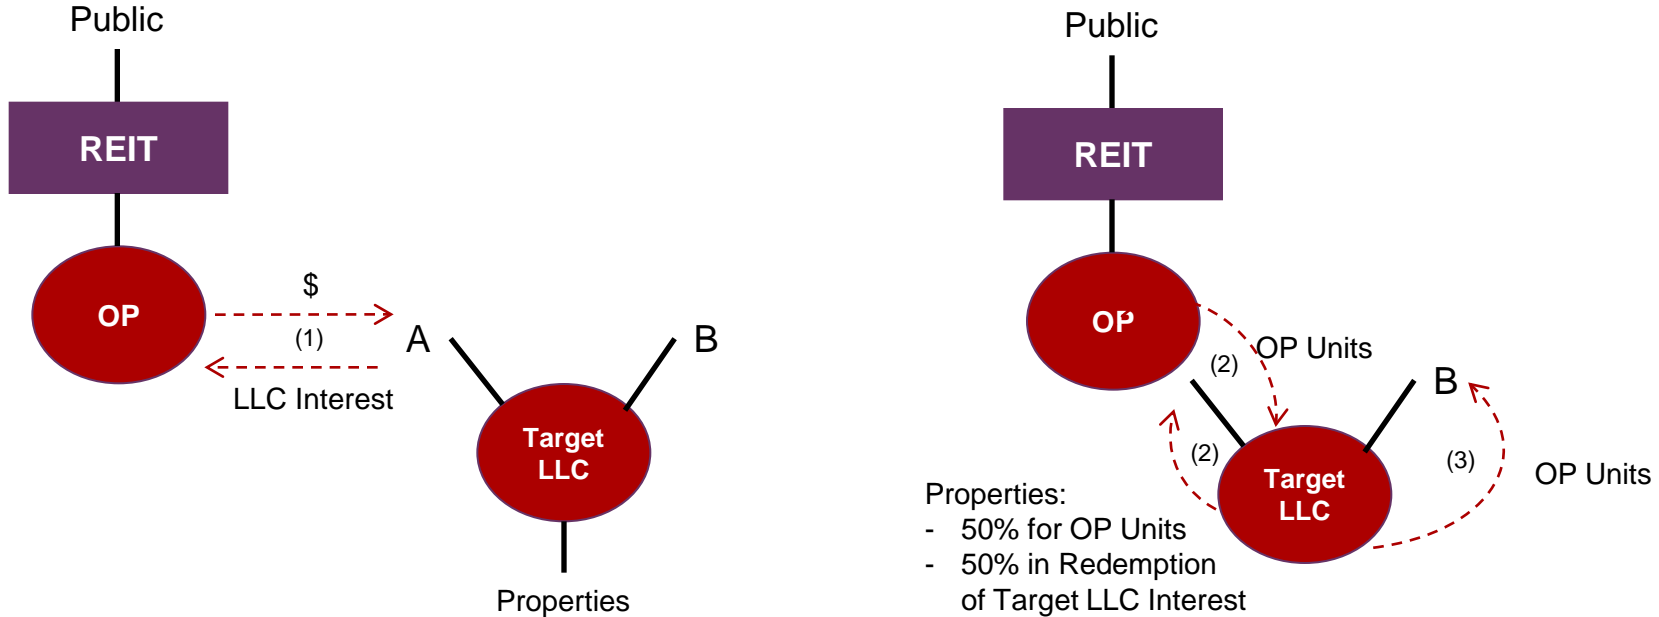 Public
REIT
OP
$
(1)
LLC Interest
A
B
Target
LLC
Properties
Public
REIT
OP
(2)
OP Units
B
(2)
(3)
OP Units
Target
LLC
Properties:
- 50% for OP Units
- 50% in Redemption
of Target LLC Interest